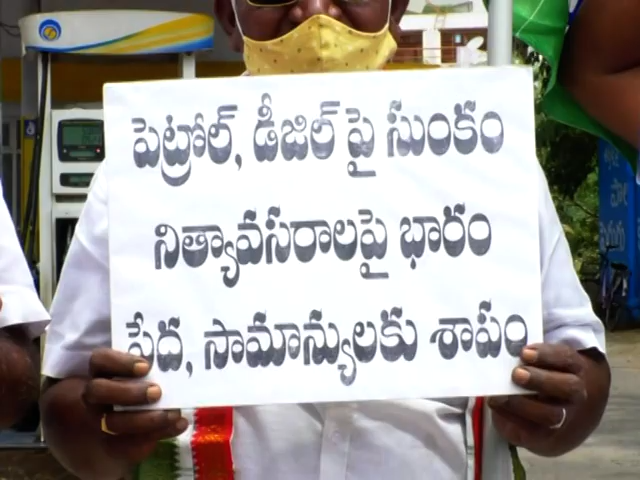 పెట్రోల్, డీజిల్ పై సుంకం
నిత్యావసరాలపై భారం
పేద, సామాన్యులకు శాపం